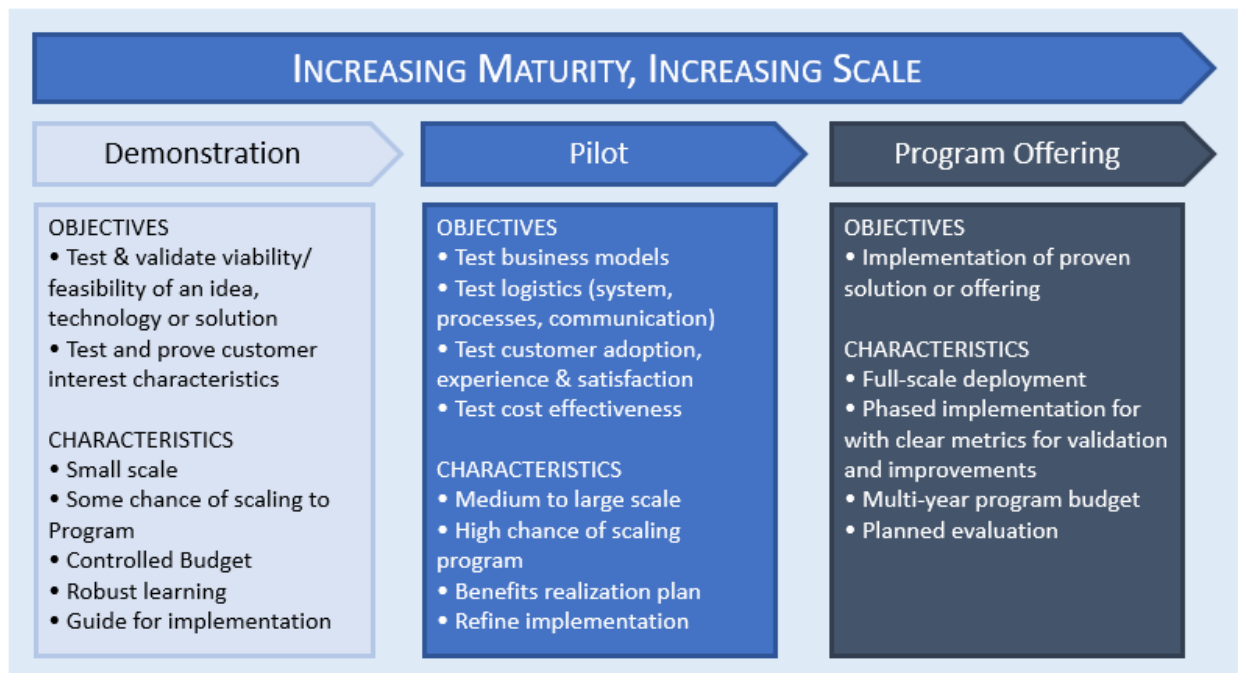 INCREASING MATURITY, INCREASING SCALE
Demonstration
OBJECTIVES
• Test & validate viability/
feasibility of an idea,
technology or solution
• Test and prove customer
interest characteristics
CHARACTERISTICS
• Small scale
• Some chance of scaling to
Program
• Controlled Budget
• Robust learning
• Guide for implementation
Pilot
OBJECTIVES
• Test business models
• Test logistics (system,
processes, communication)
• Test customer adoption,
experience & satisfaction
• Test cost effectiveness
CHARACTERISTICS
• Medium to large scale
• High chance of scaling
program
• Benefits realization plan
• Refine implementation
Program Offering
OBJECTIVES
• Implementation of proven
solution or offering
CHARACTERISTICS
• Full-scale deployment
• Phased implementation for
with clear metrics for validation
and improvements
• Multi-year program budget
• Planned evaluation